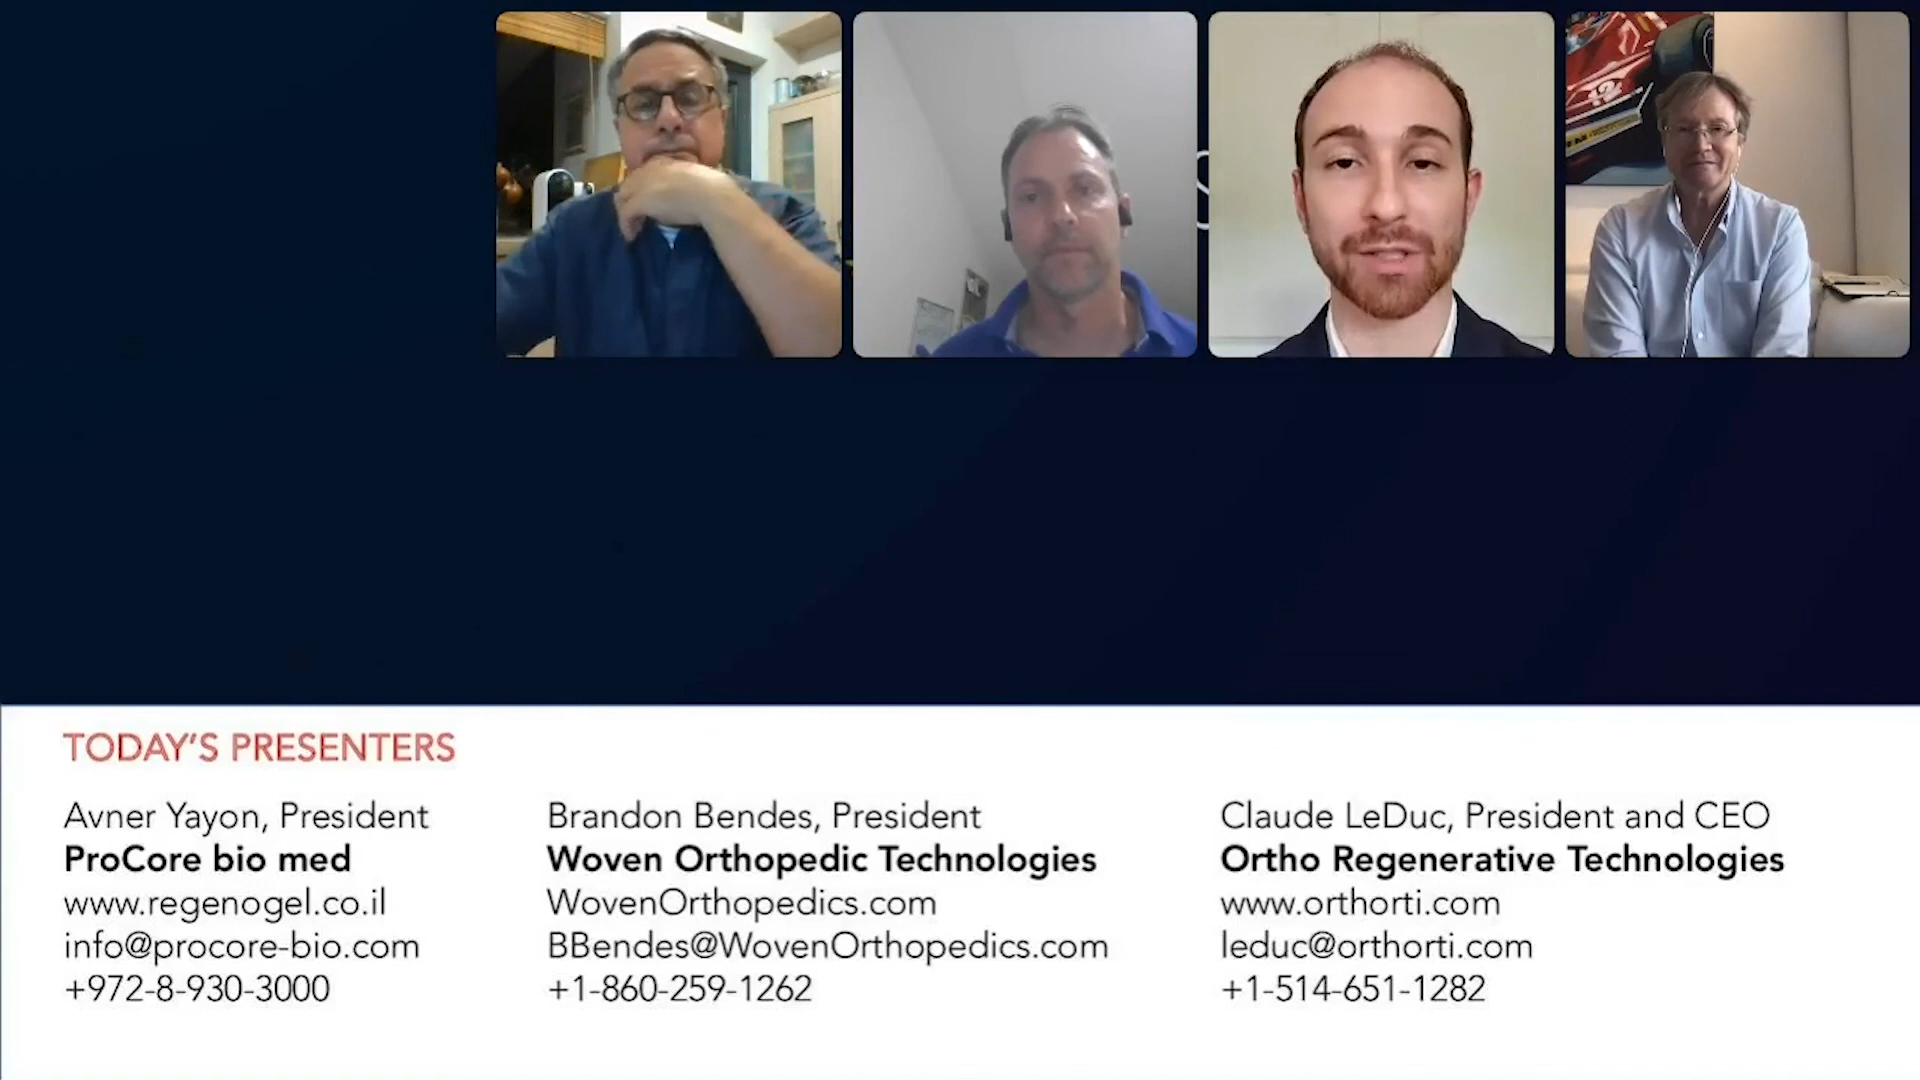 TODAY'S PRESENTERS
Avner Yayon, President
ProCore bio med
www.regenogel.co.il
info@procore-bio.com
+972-8-930-3000
Brandon Bendes, President
Woven Orthopedic Technologies
WovenOrthopedics.com
BBendes@WovenOrthopedics.com
+1-860-259-1262
Claude LeDuc, President and CEO
Ortho Regenerative Technologies
www.orthorti.com
leduc@orthorti.com
+1-514-651-1282